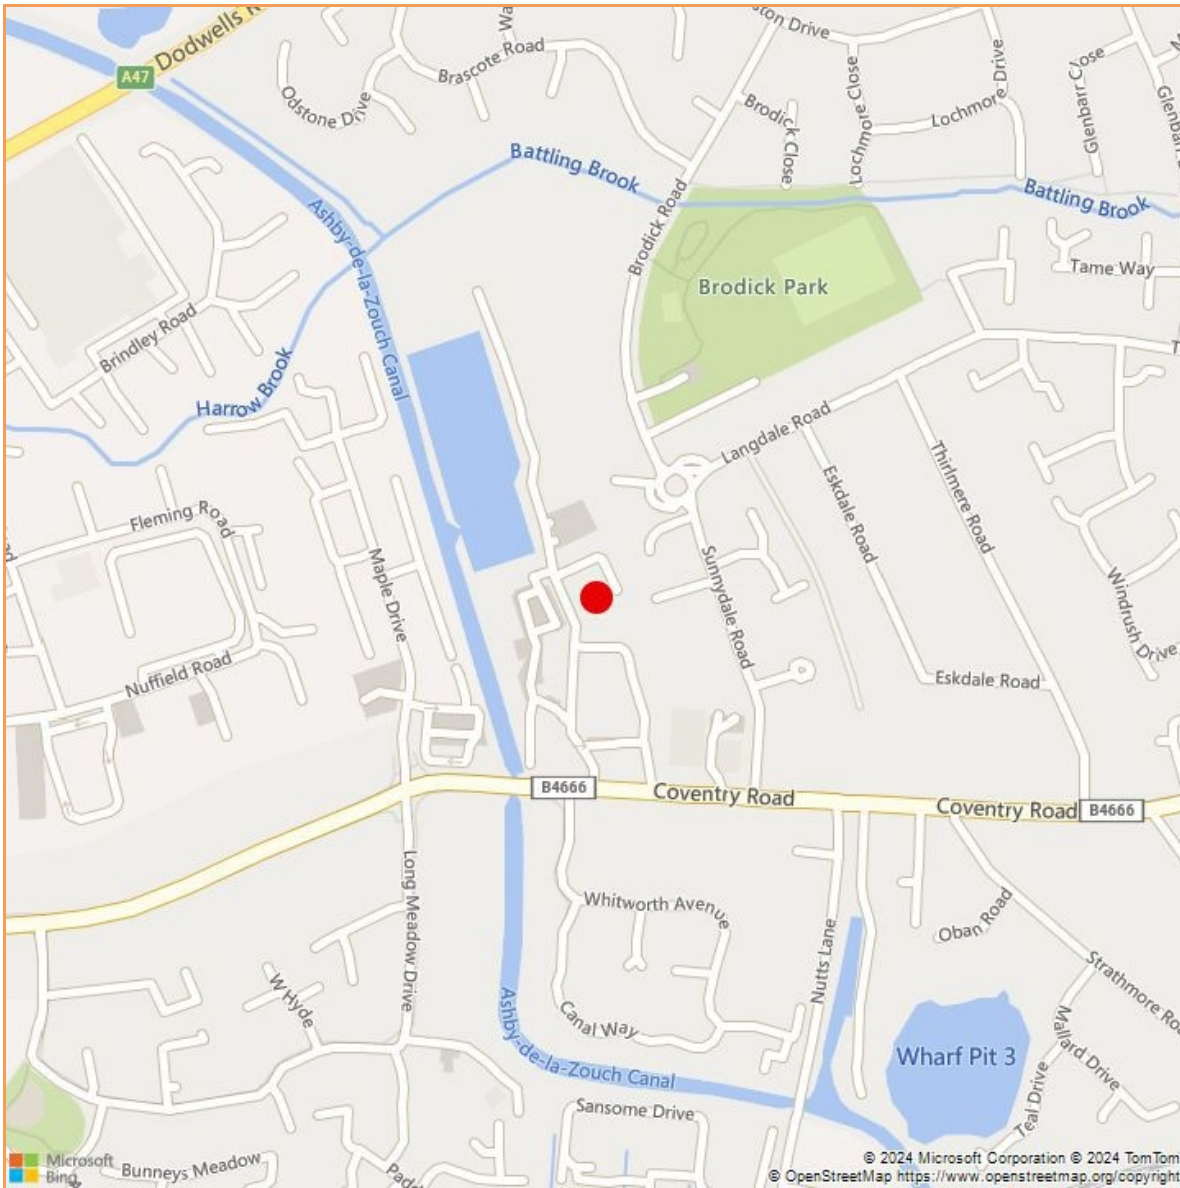 Dodwells
A47
Brascote Road
Odstone Drive
Brodick Close
Lochmore Close
Lochmore Drive
Glenbarr Close
Battling Brook
Battling Brook
Ashby-de-la-Zouch Canal
Brodick Road
Tame Way
Brodick Park
Brindley Road
Harrow Brook
Langdale Road
Thirlmere Road
Eskdale Road
Fleming Road
Maple Drive
Sunnydale Road
Windrush Drive
Nuffield Road
Eskdale Road
B4666
Coventry Road
Coventry Road
B4666
Long Meadow Drive
Whitworth Avenue
Nutts Lane
Oban Road
Strathmore
W Hyde
Canal Way
Ashby-de-la-Zouch Canal
Wharf Pit 3
Mallard Drive
Teal Drive
Sansome Drive
Bunneys Meadow
Microsoft
Bing
© 2024 Microsoft Corporation © 2024 TomTom
© OpenStreetMap https://www.openstreetmap.org/copyright